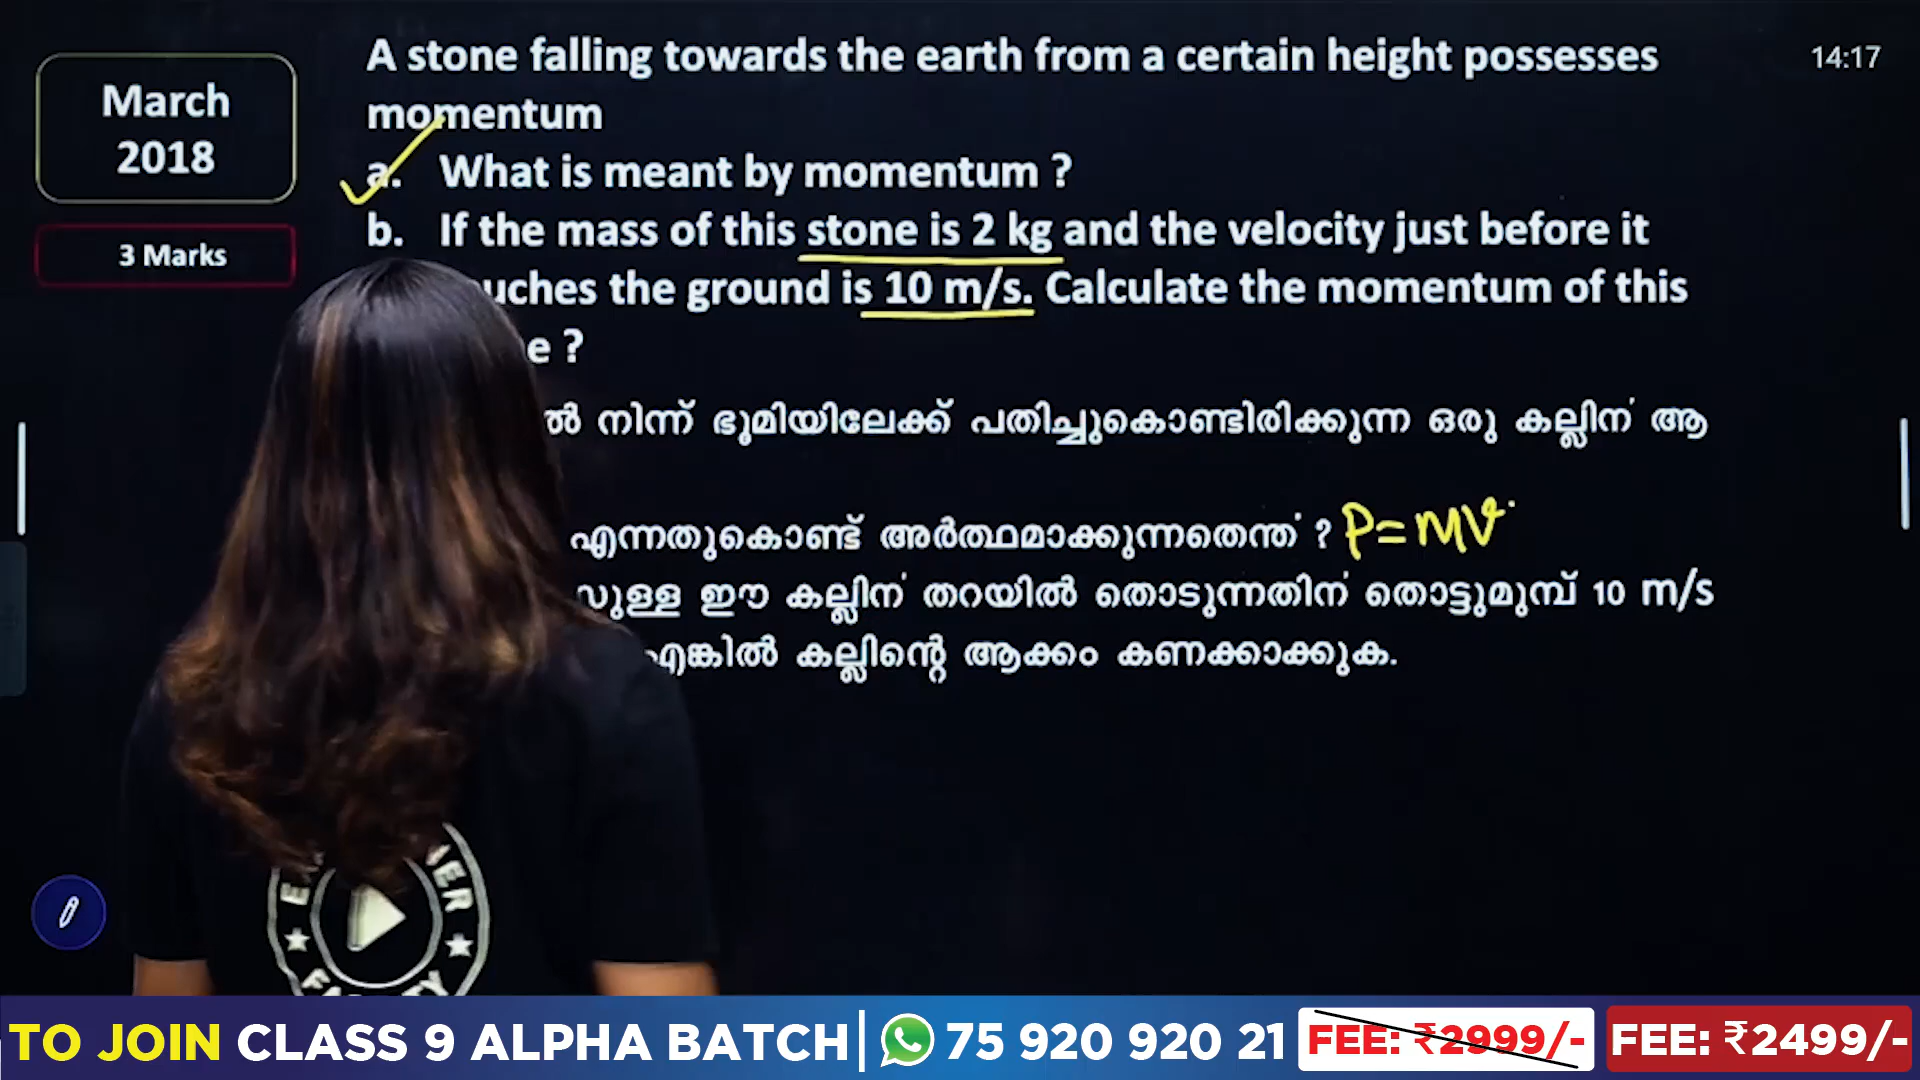 March
2018
3 Marks
14:17
A stone falling towards the earth from a certain height possesses
momentum
a. What is meant by momentum ?
b. If the mass of this stone is 2 kg and the velocity just before it
the ground is 10 m/s. Calculate the momentum of this
?
നിന്ന് ഭൂമിയിലേക്ക് പതിച്ചുകൊണ്ടിരിക്കുന്ന ഒരു കല്ലിന് ആ
എന്നതുകൊണ്ട് അർത്ഥമാക്കുന്നതെന്ത് ? P=mv
ഈ കല്ലിന് തറയിൽ തൊടുന്നതിന് തൊട്ടുമുമ്പ് 10 m/s
എങ്കിൽ കല്ലിന്റെ ആക്കം കണക്കാക്കുക.
TO JOIN CLASS 9 ALPHA BATCH | 75 920 920 21 FEE: ₹2999/- FEE: ₹2499/-